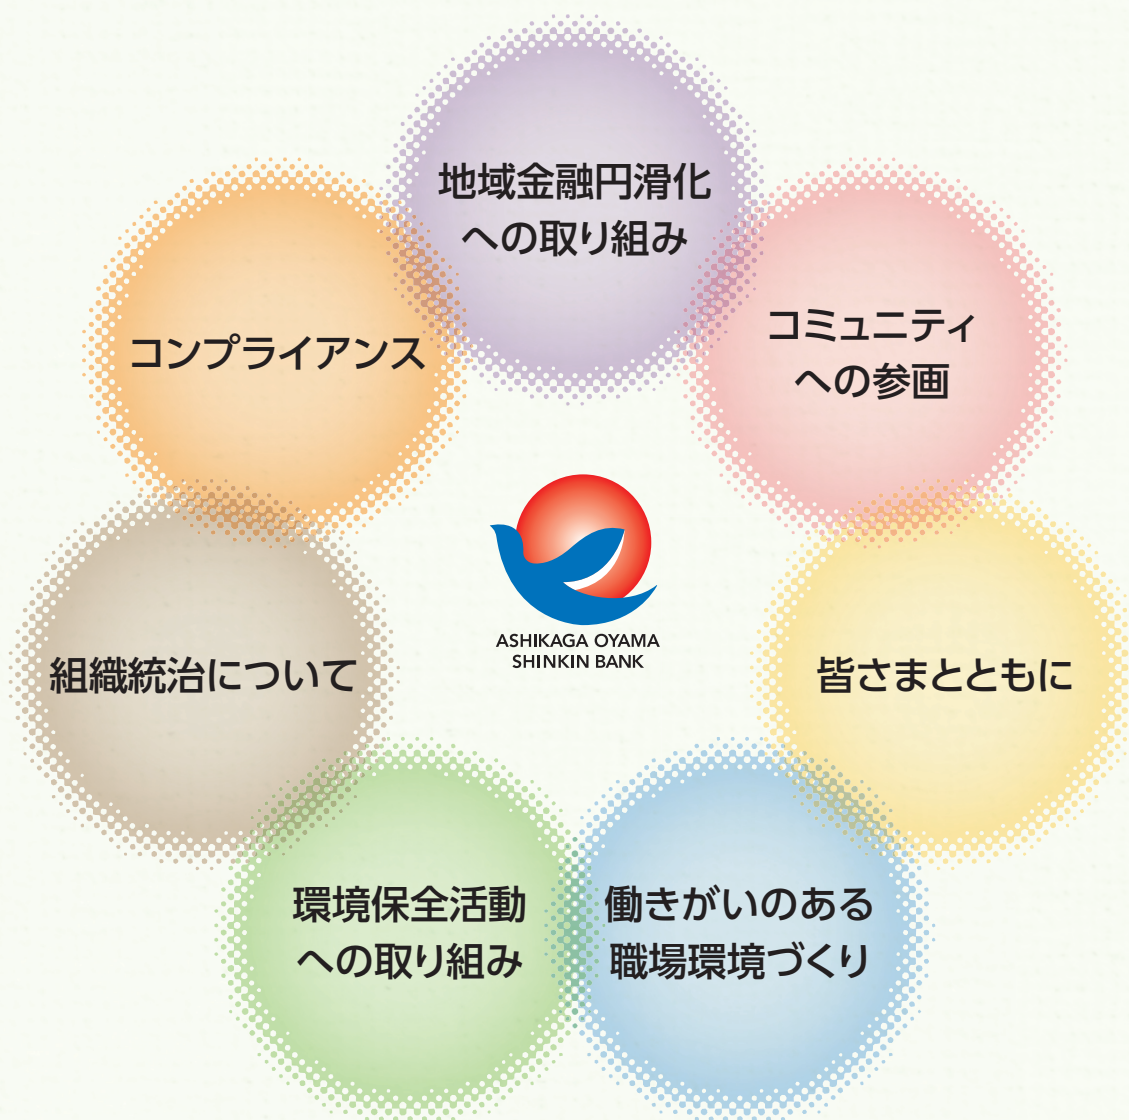 地域金融円滑化
への取り組み
コミュニティ
への参画
皆さまとともに
働きがいのある
職場環境づくり
環境保全活動
への取り組み
組織統治について
コンプライアンス
ASHIKAGA OYAMA
SHINKIN BANK